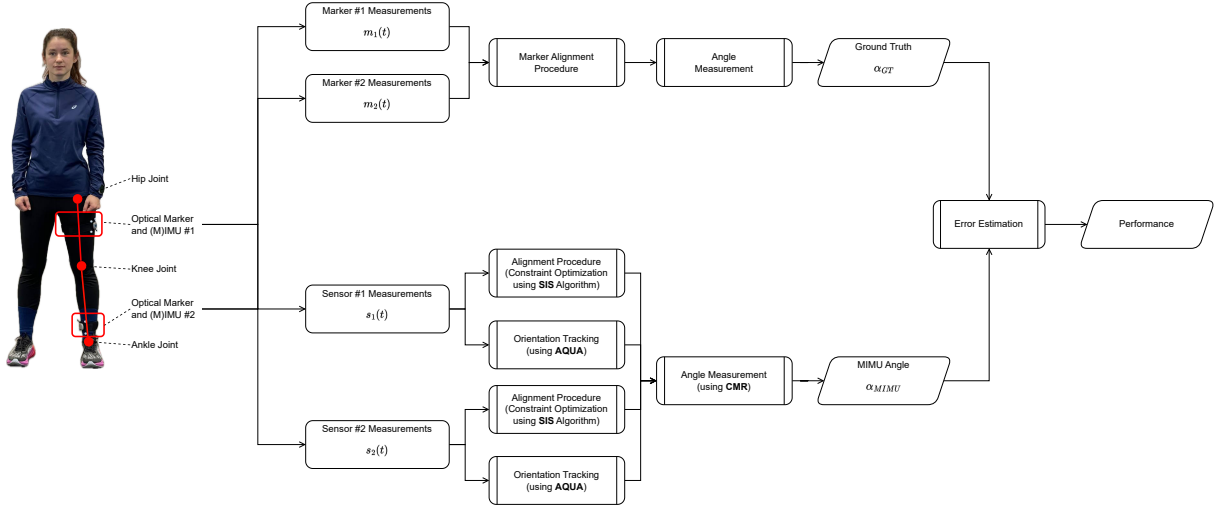 Hip Joint
Optical Marker
and (M)IMU #1
Knee Joint
Optical Marker
and (M)IMU #2
Ankle Joint
Marker #1 Measurements
m₁(t)
Marker #2 Measurements
m₂(t)
Marker Alignment
Procedure
Angle
Measurement
Ground Truth
α_GT
Sensor #1 Measurements
s₁(t)
Alignment Procedure
(Constraint Optimization
using SIS Algorithm)
Orientation Tracking
(using AQUA)
Sensor #2 Measurements
s₂(t)
Alignment Procedure
(Constraint Optimization
using SIS Algorithm)
Orientation Tracking
(using AQUA)
Angle Measurement
(using CMR)
MIMU Angle
α_MIMU
Error Estimation
Performance